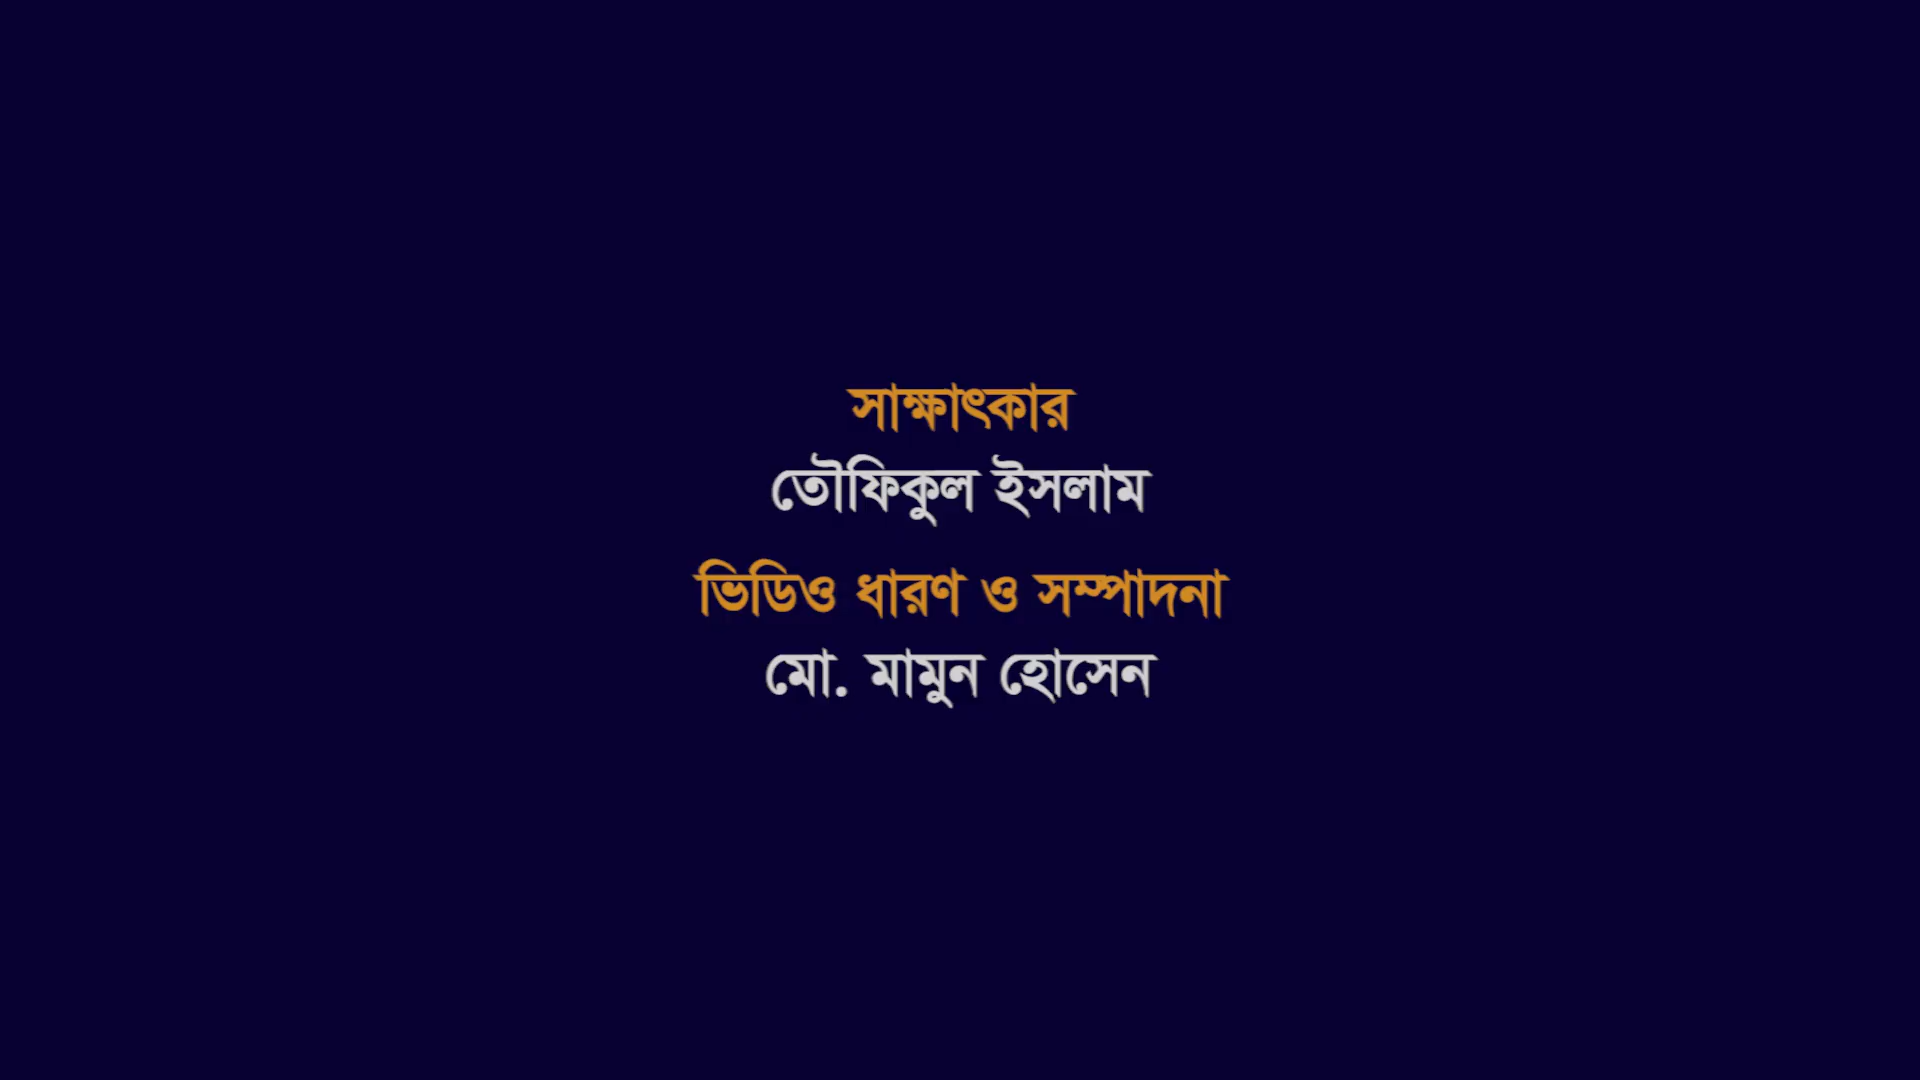 সাক্ষাৎকার
তৌফিকুল ইসলাম
ভিডিও ধারণ ও সম্পাদনা
মো. মামুন হোসেন